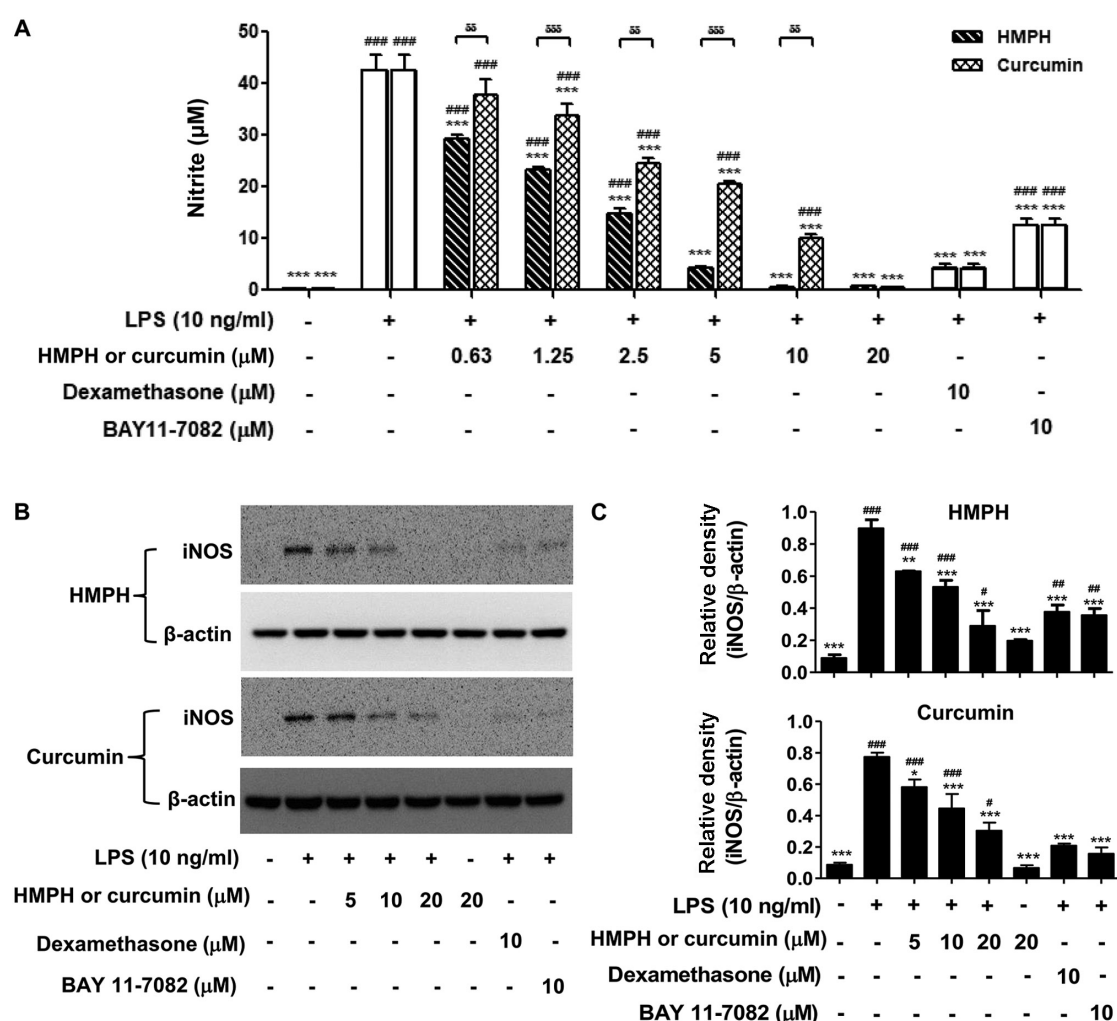 A
50
40
30
20
10
0
Nitrite (μM)
HMPH
Curcumin
δδ δδδ δδ δδδ δδ
*** ***
### ###
### *** ###
### *** ### ***
### *** ### ***
*** ### ***
*** ### ***
*** ***
*** ***
### ### *** ***
LPS (10 ng/ml) - + + + + + + + + +
HMPH or curcumin (μM) - - 0.63 1.25 2.5 5 10 20 - -
Dexamethasone (μM) - - - - - - - - 10 -
BAY11-7082 (μM) - - - - - - - - - 10
B
HMPH
iNOS
β-actin
Curcumin
iNOS
β-actin
LPS (10 ng/ml) - + + + + - + +
HMPH or curcumin (μM) - - 5 10 20 20 - -
Dexamethasone (μM) - - - - - - 10 -
BAY 11-7082 (μM) - - - - - - - 10
C
HMPH
Relative density
(iNOS/β-actin)
1.0
0.8
0.6
0.4
0.2
0.0
*** ### ### ** ### *** # *** *** ## *** ## ***
Curcumin
Relative density
(iNOS/β-actin)
1.0
0.8
0.6
0.4
0.2
0.0
*** ### ### * ### *** # *** *** *** ***
LPS (10 ng/ml) - + + + + - + +
HMPH or curcumin (μM) - - 5 10 20 20 - -
Dexamethasone (μM) - - - - - - 10 -
BAY 11-7082 (μM) - - - - - - - 10